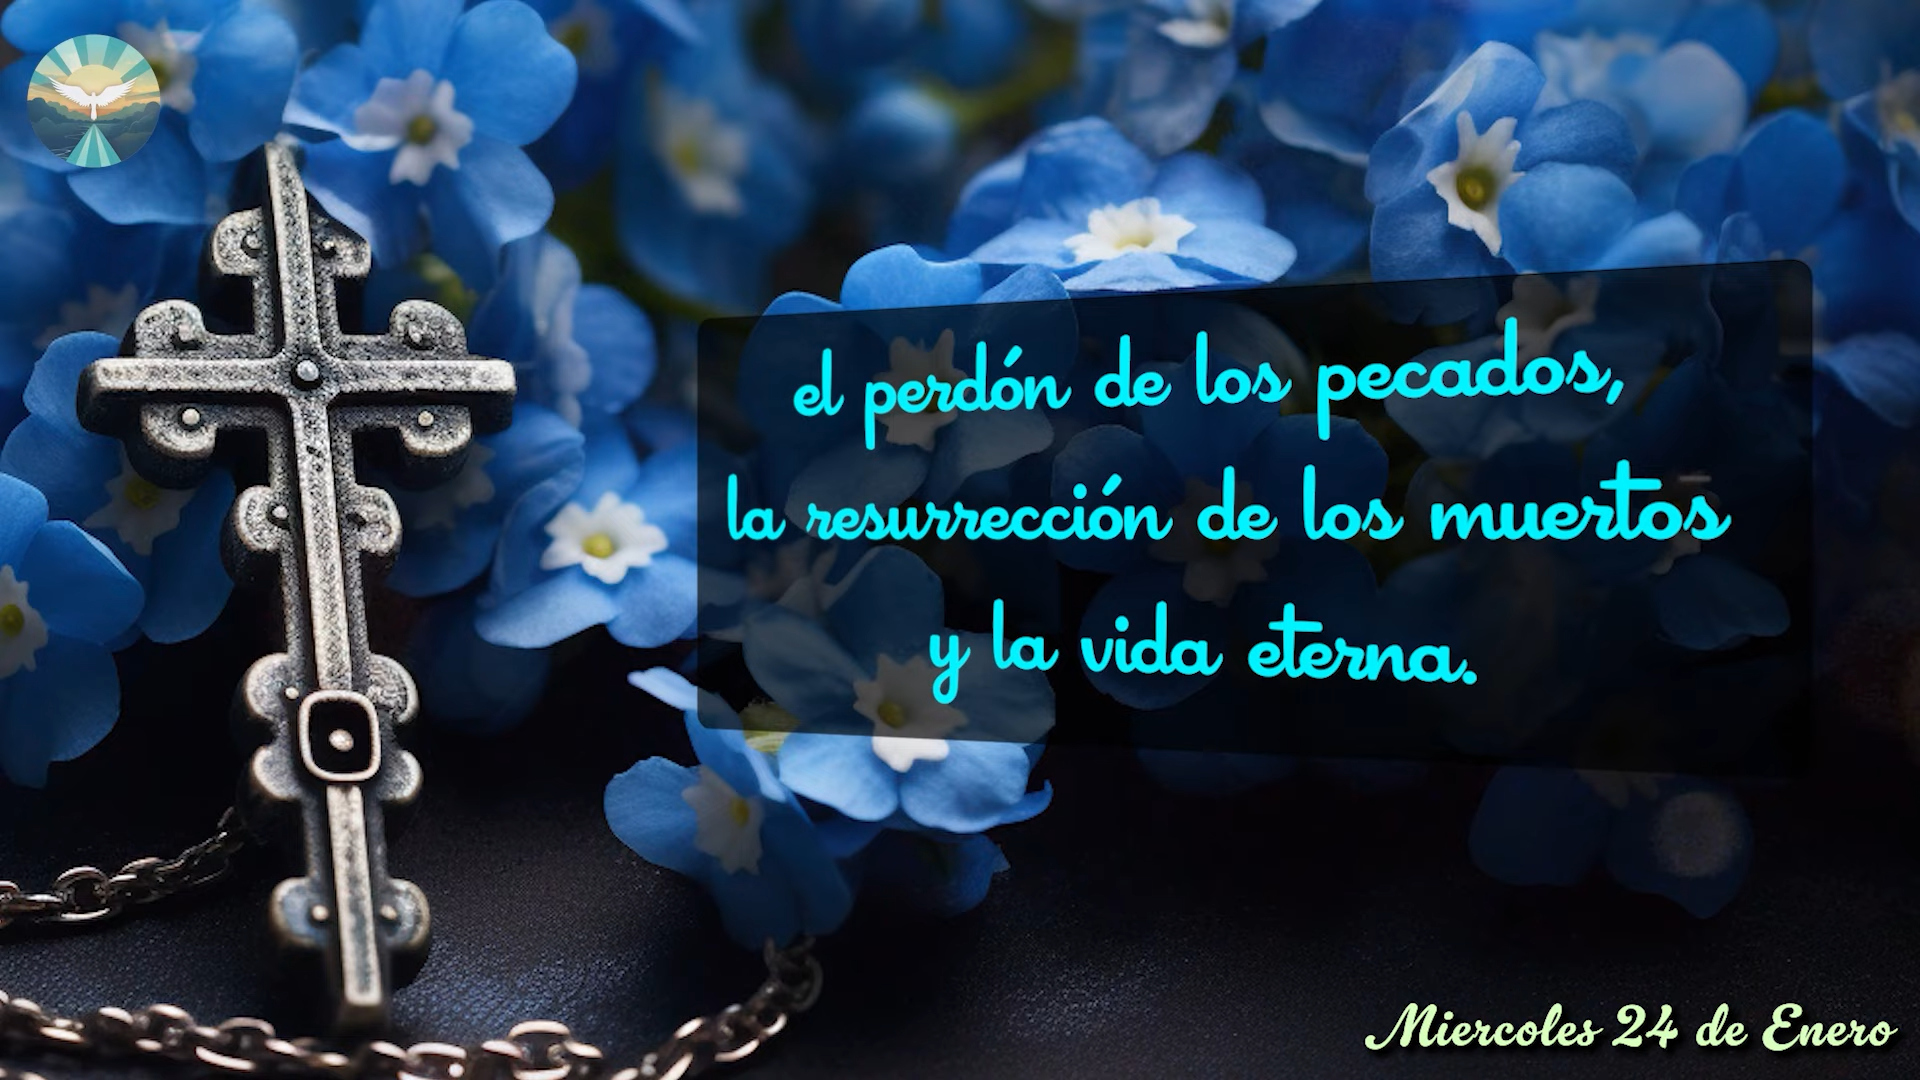 el perdón de los pecados,
la resurrección de los muertos
y la vida eterna.
Miercoles 24 de Enero